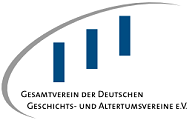 Gesamtverein der Deutschen
Geschichts- und Altertumsvereine e.V.